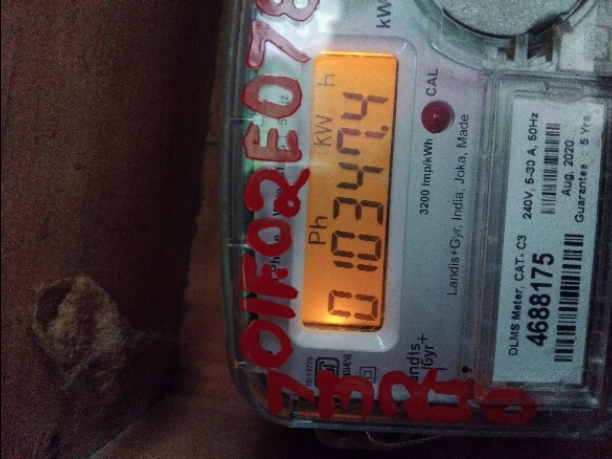 701F02E078
kW
Ph kW h
010347.4
CAL
3200 imp/kWh
Landis+Gyr, India, Joka, Made
Landis
Gyr+
DLMS Meter, CAT. C3 240V, 5-30 A, 50Hz
4688175
Aug. 2020
Guarantee : 5 Yrs.